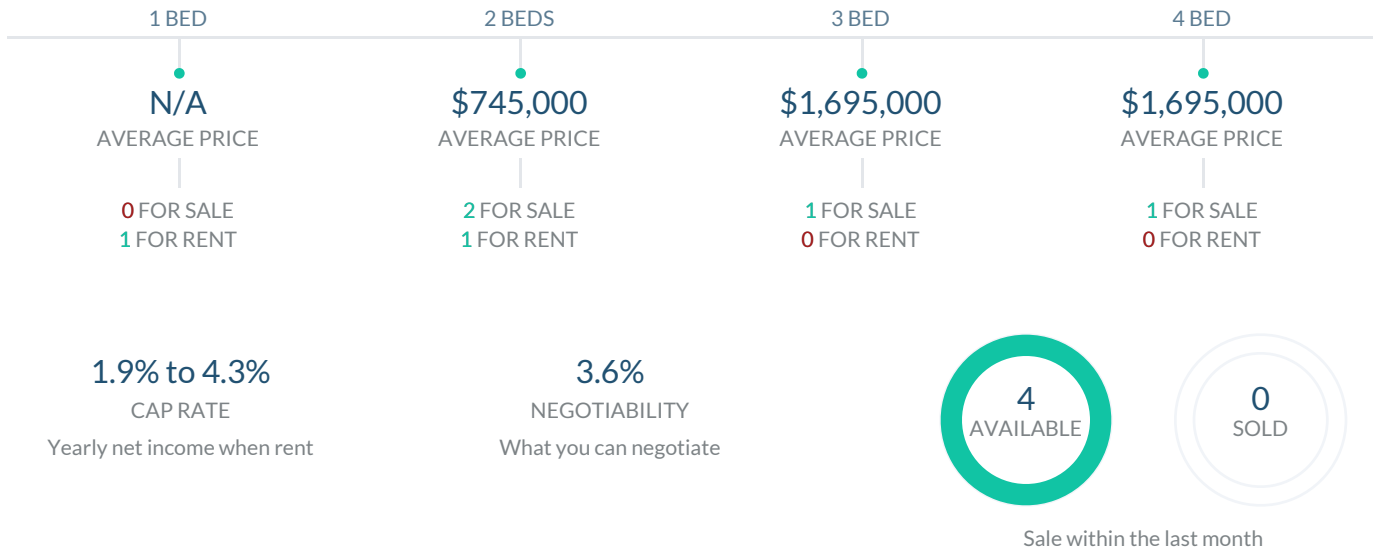 1 BED
2 BEDS
3 BED
4 BED
N/A
AVERAGE PRICE
$745,000
AVERAGE PRICE
$1,695,000
AVERAGE PRICE
$1,695,000
AVERAGE PRICE
0 FOR SALE
1 FOR RENT
2 FOR SALE
1 FOR RENT
1 FOR SALE
0 FOR RENT
1 FOR SALE
0 FOR RENT
1.9% to 4.3%
CAP RATE
Yearly net income when rent
3.6%
NEGOTIABILITY
What you can negotiate
4
AVAILABLE
0
SOLD
Sale within the last month